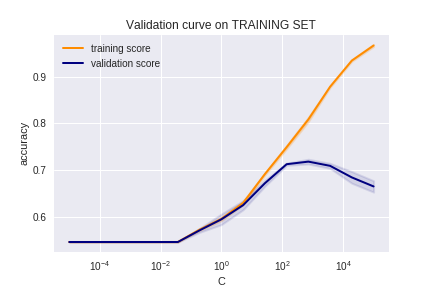 Validation curve on TRAINING SET
training score
validation score
accuracy
0.9
0.8
0.7
0.6
10⁻⁴
10⁻²
10⁰
10²
10⁴
C